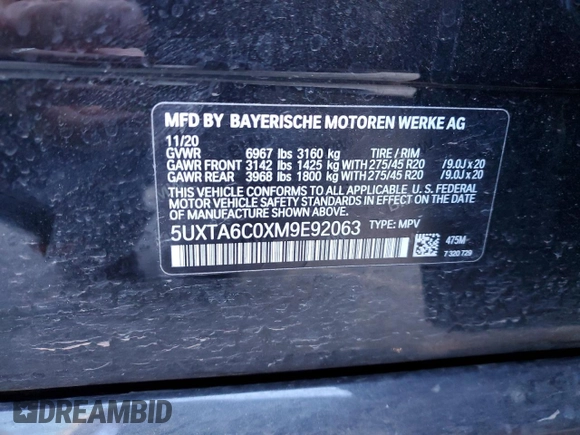 MFD BY BAYERISCHE MOTOREN WERKE AG
11/20
GVWR 6967 lbs 3160 kg TIRE / RIM
GAWR FRONT 3142 lbs 1425 kg WITH 275/45 R20 /9.0J x 20
GAWR REAR 3968 lbs 1800 kg WITH 275/45 R20 /9.0J x 20
THIS VEHICLE CONFORMS TO ALL APPLICABLE U. S. FEDERAL
MOTOR VEHICLE SAFETY STANDARDS IN EFFECT ON THE
DATE OF MANUFACTURE SHOWN ABOVE.
5UXTA6C0XM9E92063 TYPE: MPV
475M
7 320 729
DREAMBID